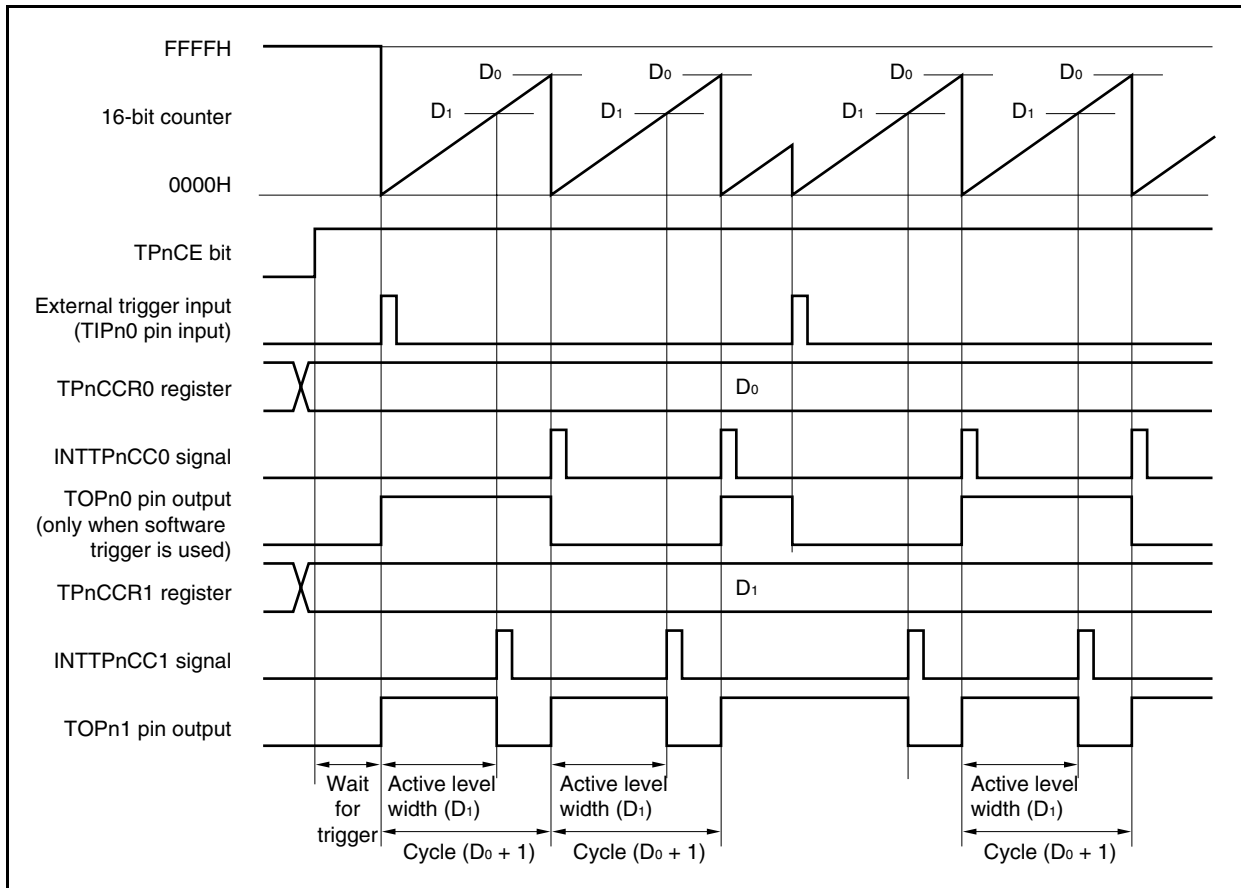 FFFFH
D0
D0
D0
D0
16-bit counter
D1
D1
D1
D1
0000H
TPnCE bit
External trigger input
(TIPn0 pin input)
TPnCCR0 register
D0
INTTPnCC0 signal
TOPn0 pin output
(only when software
trigger is used)
TPnCCR1 register
D1
INTTPnCC1 signal
TOPn1 pin output
Wait
for
trigger
Active level
width (D1)
Active level
width (D1)
Active level
width (D1)
Cycle (D0 + 1)
Cycle (D0 + 1)
Cycle (D0 + 1)